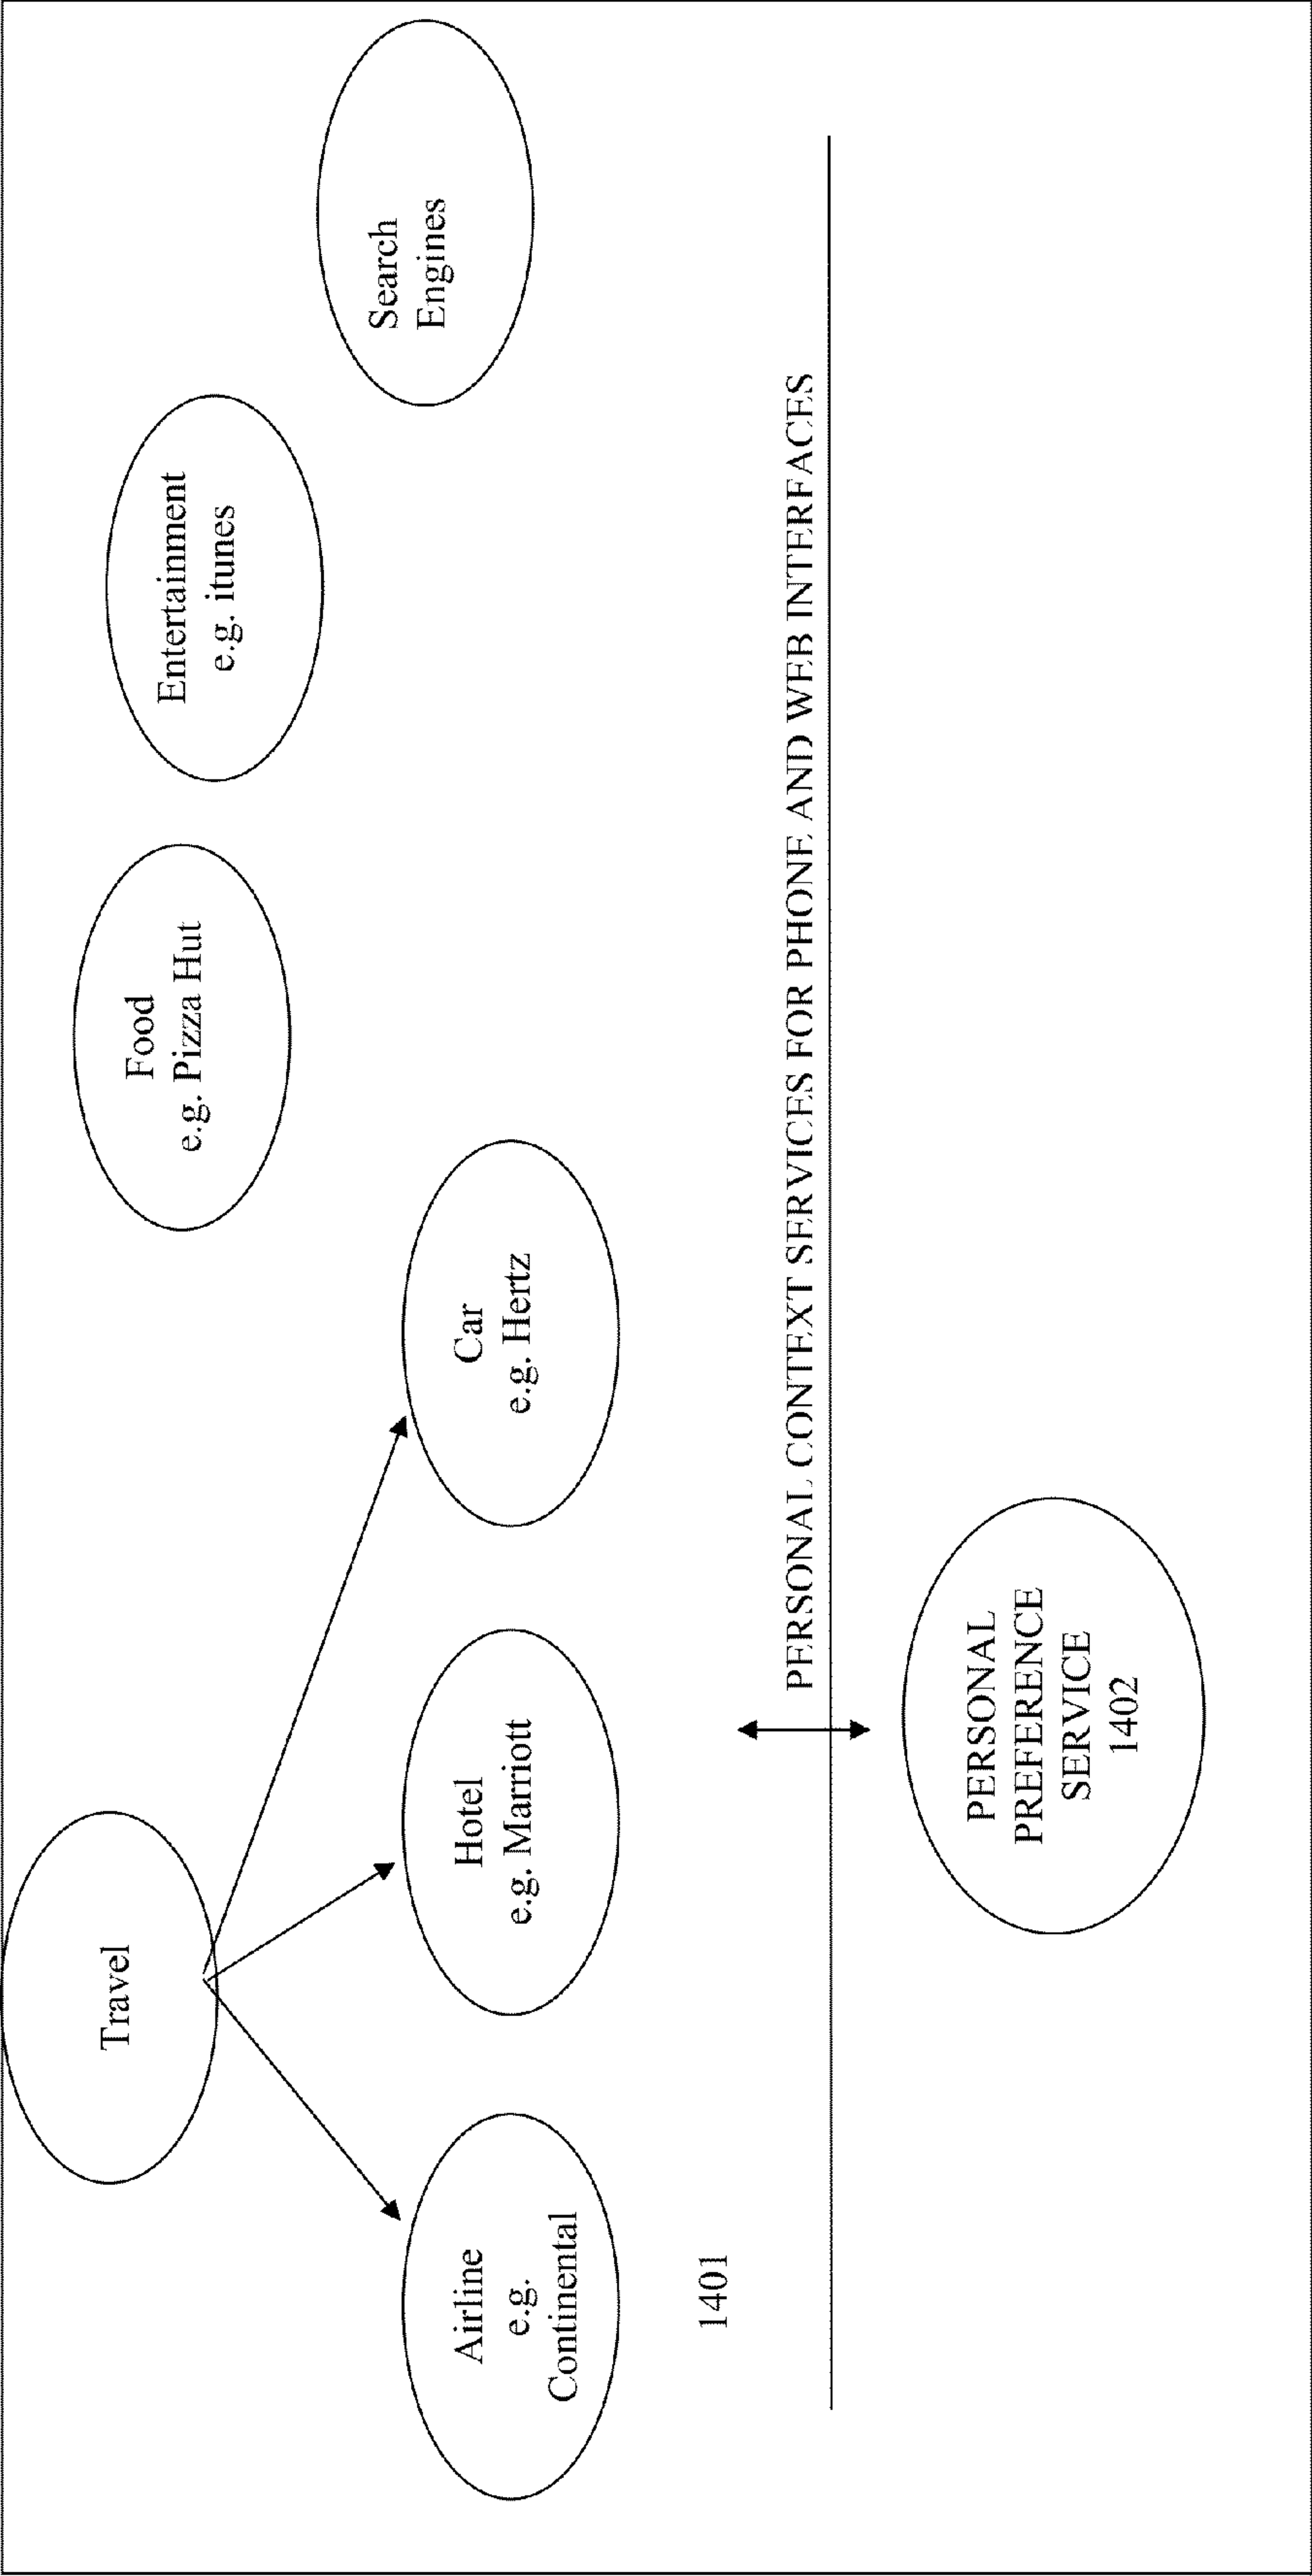 Travel
Food
e.g. Pizza Hut
Entertainment
e.g. itunes
Search
Engines
Airline
e.g.
Continental
Hotel
e.g. Marriott
Car
e.g. Hertz
1401
PERSONAL CONTEXT SERVICES FOR PHONE AND WEB INTERFACES
PERSONAL
PREFERENCE
SERVICE
1402